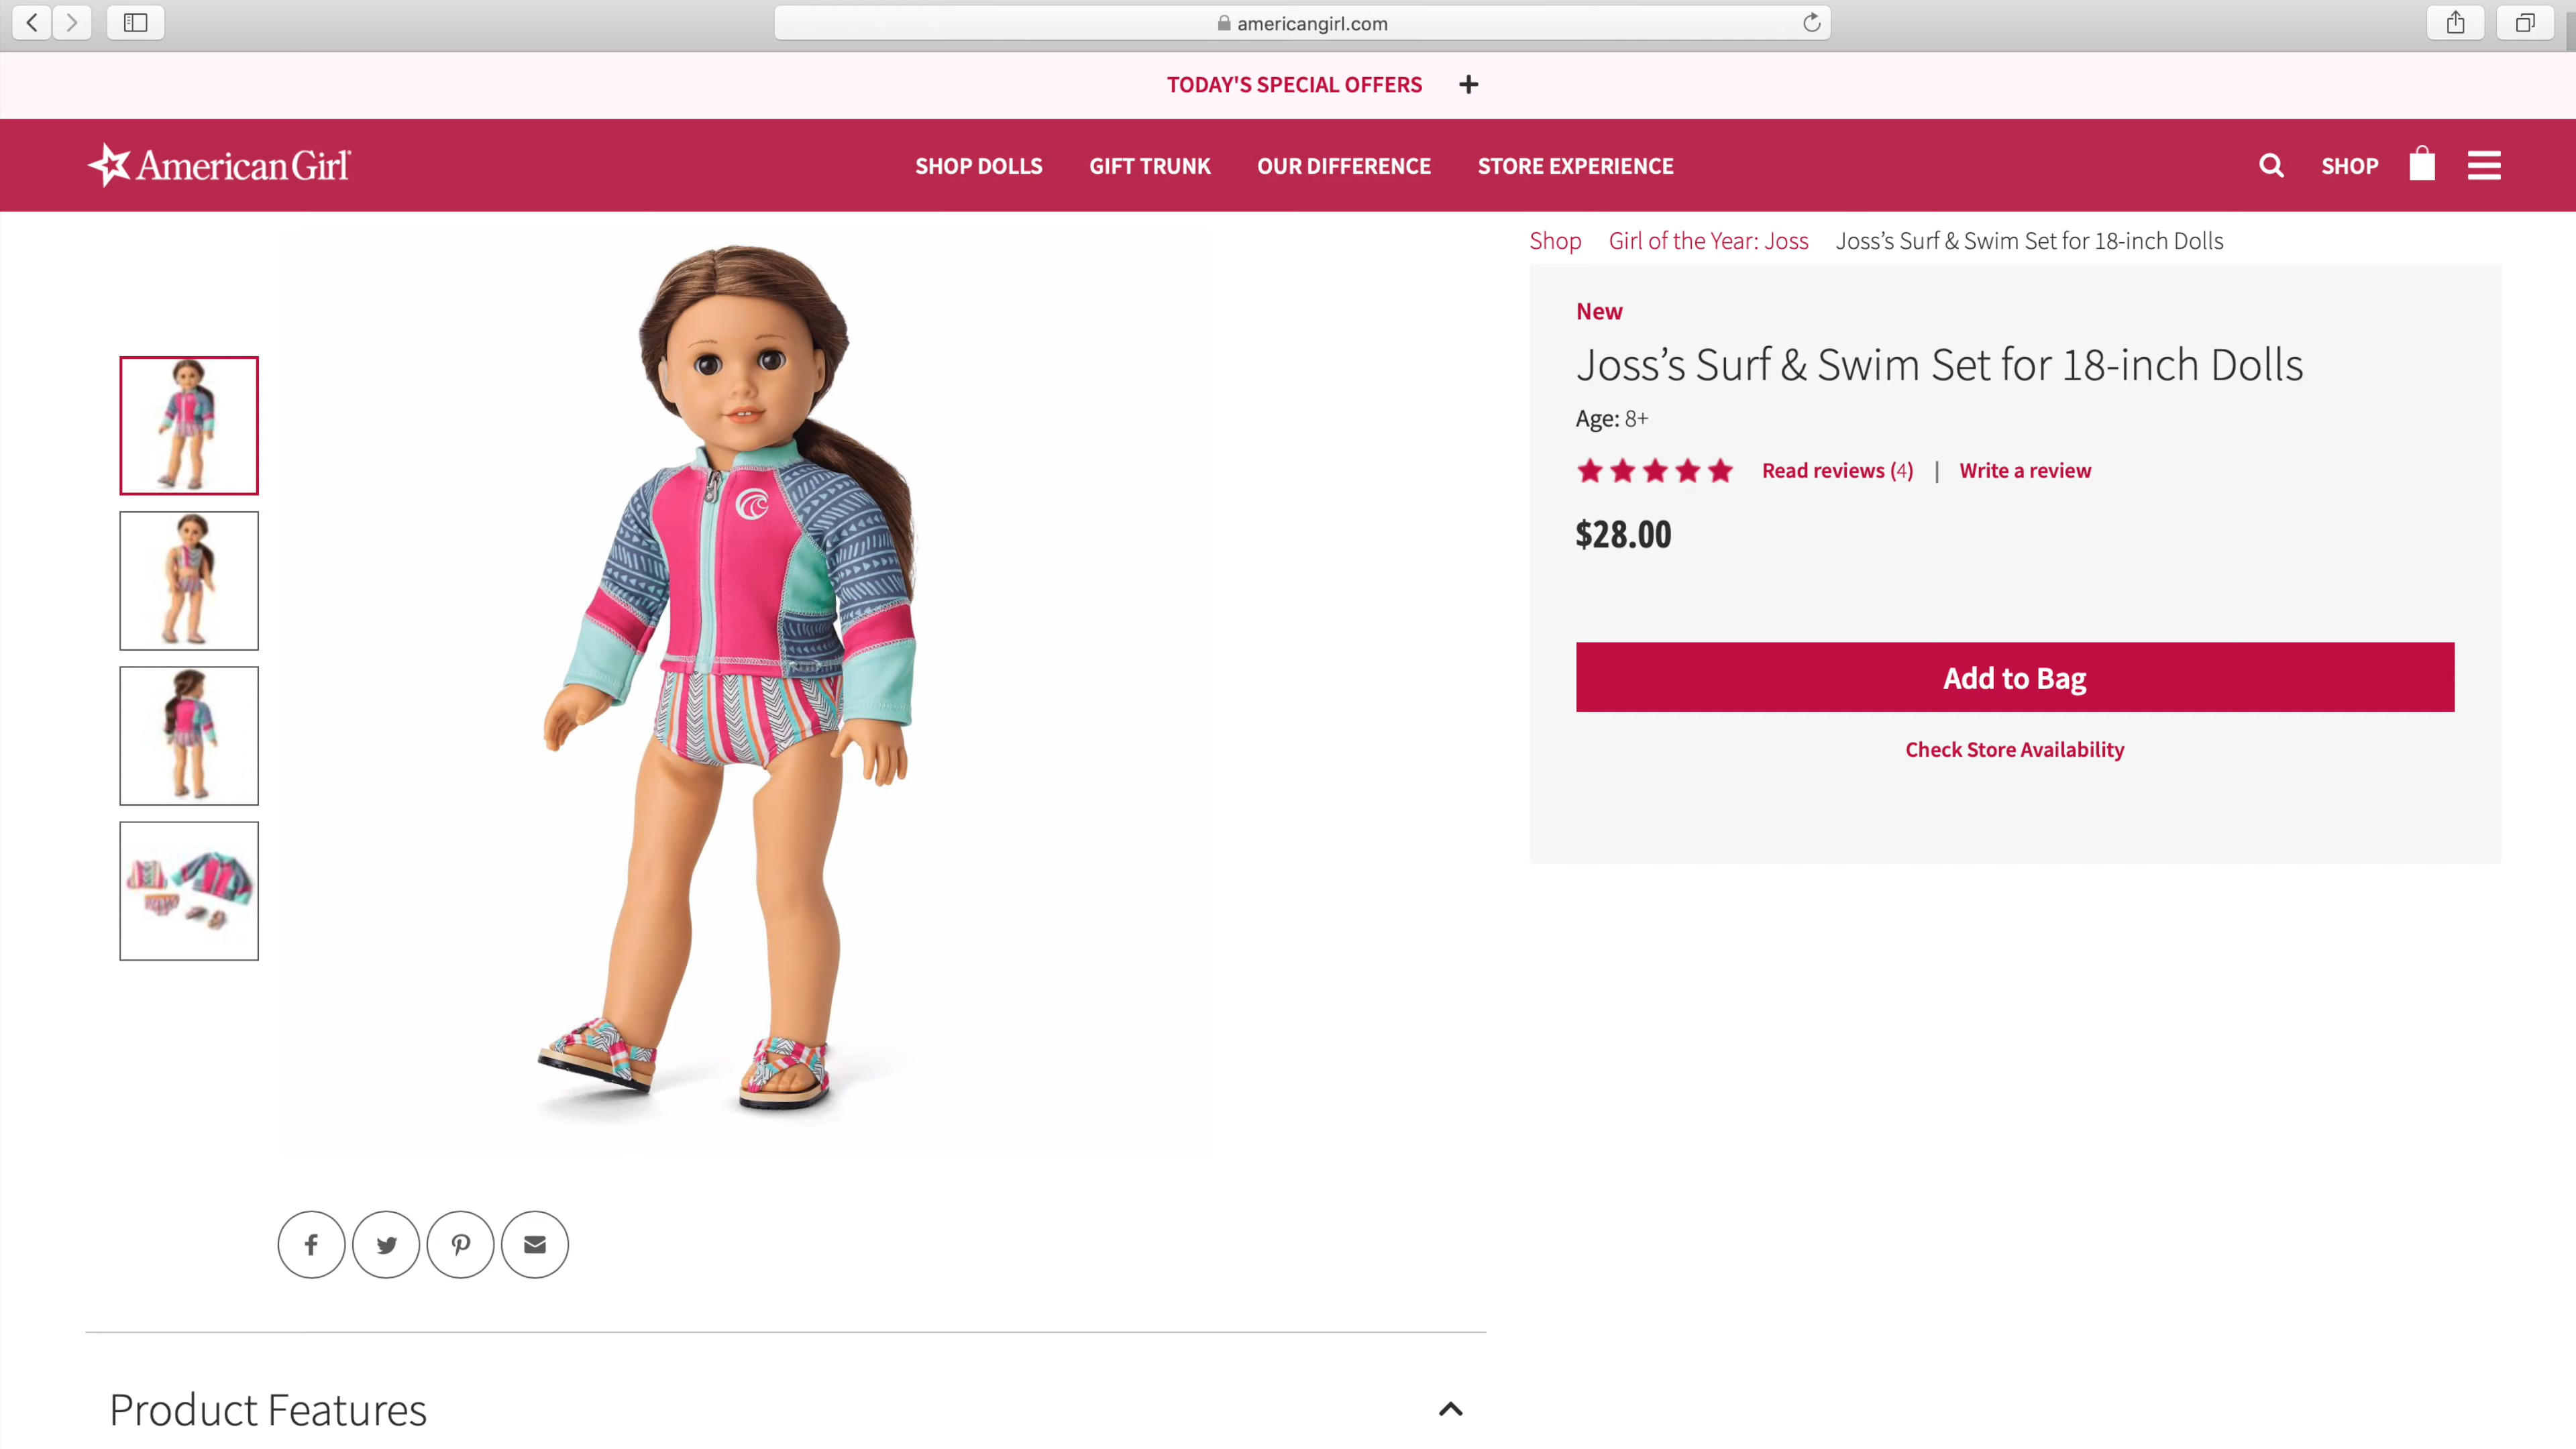 americangirl.com
TODAY'S SPECIAL OFFERS +
American Girl
SHOP DOLLS GIFT TRUNK OUR DIFFERENCE STORE EXPERIENCE
SHOP
Shop Girl of the Year: Joss Joss’s Surf & Swim Set for 18-inch Dolls
New
Joss’s Surf & Swim Set for 18-inch Dolls
Age: 8+
Read reviews (4) | Write a review
$28.00
Add to Bag
Check Store Availability
Product Features